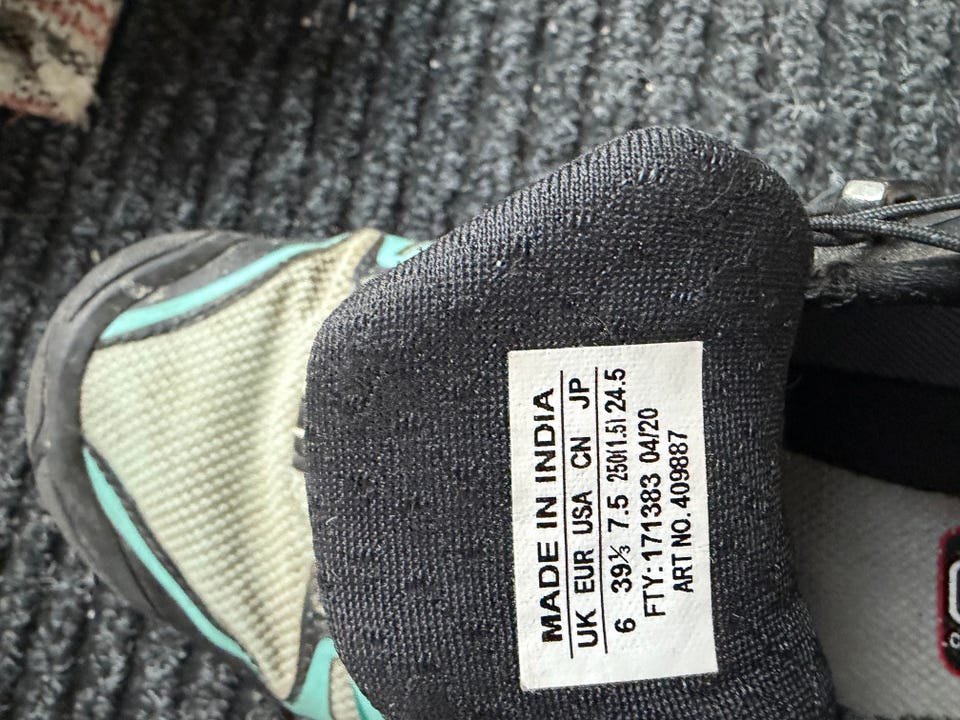 MADE IN INDIA
UK EUR USA CN JP
6 39⅓ 7.5 250(1.5) 24.5
FTY: 171383 04/20
ART NO. 409887